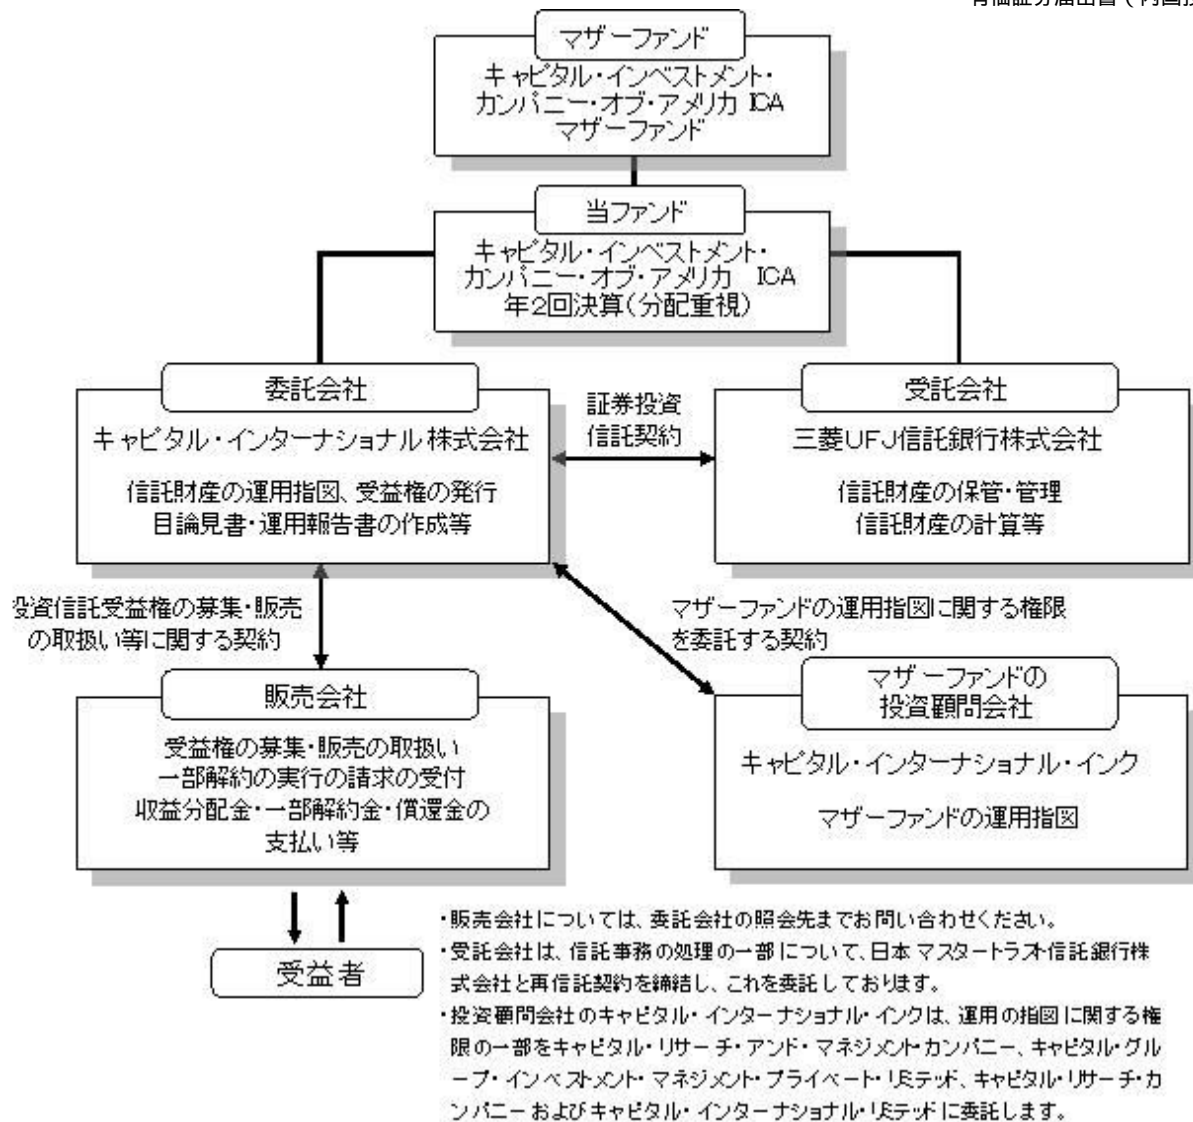 マザーファンド
キャピタル・インベストメント・
カンパニー・オブ・アメリカ ICA
マザーファンド
当ファンド
キャピタル・インベストメント・
カンパニー・オブ・アメリカ ICA
年2回決算(分配重視)
委託会社
キャピタル・インターナショナル株式会社
信託財産の運用指図、受益権の発行
目論見書・運用報告書の作成等
証券投資
信託契約
受託会社
三菱UFJ信託銀行株式会社
信託財産の保管・管理
信託財産の計算等
投資信託受益権の募集・販売
の取扱い等に関する契約
マザーファンドの運用指図に関する権限
を委託する契約
販売会社
受益権の募集・販売の取扱い
一部解約の実行の請求の受付
収益分配金・一部解約金・償還金の
支払い等
マザーファンドの
投資顧問会社
キャピタル・インターナショナル・インク
マザーファンドの運用指図
受益者
・販売会社については、委託会社の照会先までお問い合わせください。
・受託会社は、信託事務の処理の一部について、日本マスタートラスト信託銀行株
式会社と再信託契約を締結し、これを委託しております。
・投資顧問会社のキャピタル・インターナショナル・インクは、運用の指図に関する権
限の一部をキャピタル・リサーチ・アンド・マネジメント・カンパニー、キャピタル・グル
ープ・インベストメント・マネジメント・プライベート・リミテッド、キャピタル・リサーチ・カ
ンパニーおよびキャピタル・インターナショナル・リミテッドに委託します。